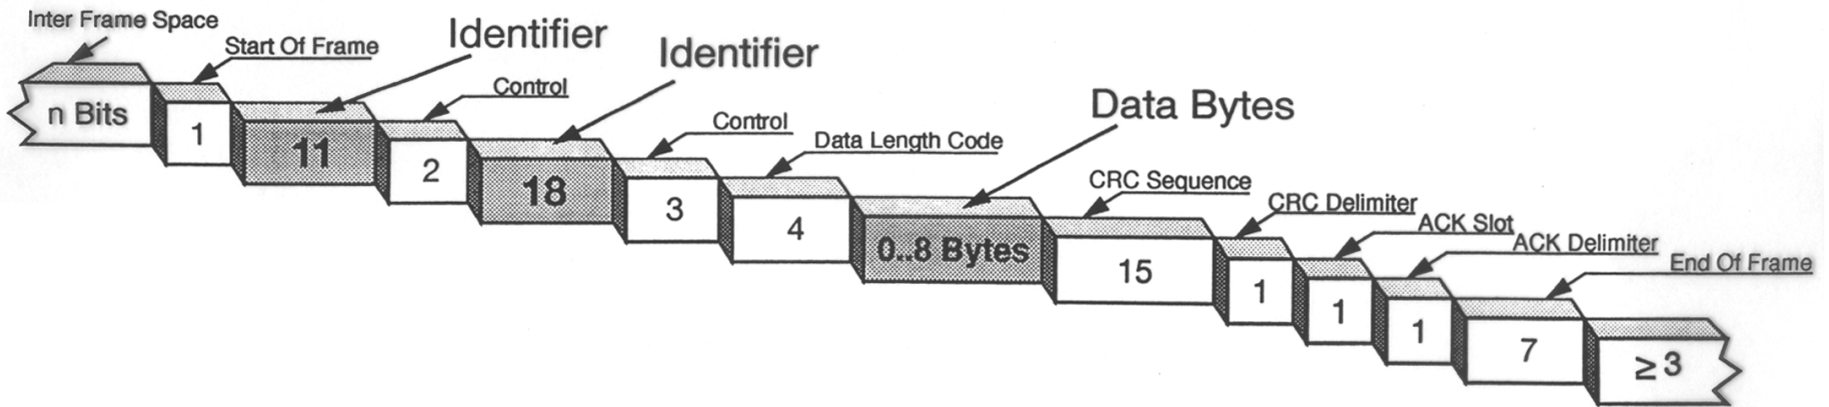 Inter Frame Space
Start Of Frame
Identifier
Identifier
Control
Control
Data Length Code
Data Bytes
CRC Sequence
CRC Delimiter
ACK Slot
ACK Delimiter
End Of Frame
n Bits
1
11
2
18
3
4
0..8 Bytes
15
1
1
1
7
≥ 3